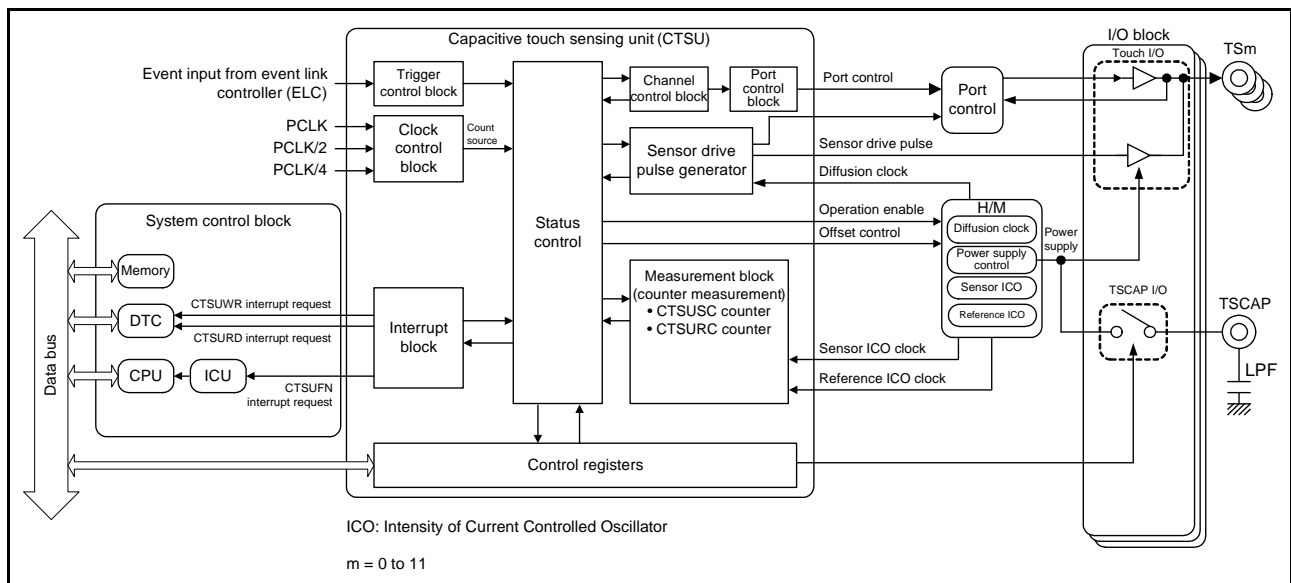 Capacitive touch sensing unit (CTSU)
I/O block
Touch I/O
TSm
Event input from event link
controller (ELC)
Trigger
control block
Channel
control block
Port
control
block
Port control
Port
control
PCLK
PCLK/2
PCLK/4
Clock
control
block
Count
source
Sensor drive
pulse generator
Sensor drive pulse
Diffusion clock
System control block
Status
control
Operation enable
Offset control
H/M
Diffusion clock
Power supply
control
Sensor ICO
Reference ICO
Power
supply
Data bus
Memory
DTC
CPU
ICU
CTSUWR interrupt request
CTSURD interrupt request
CTSUFN
interrupt request
Interrupt
block
Measurement block
(counter measurement)
• CTSUSC counter
• CTSURC counter
TSCAP I/O
TSCAP
LPF
Sensor ICO clock
Reference ICO clock
Control registers
ICO: Intensity of Current Controlled Oscillator
m = 0 to 11